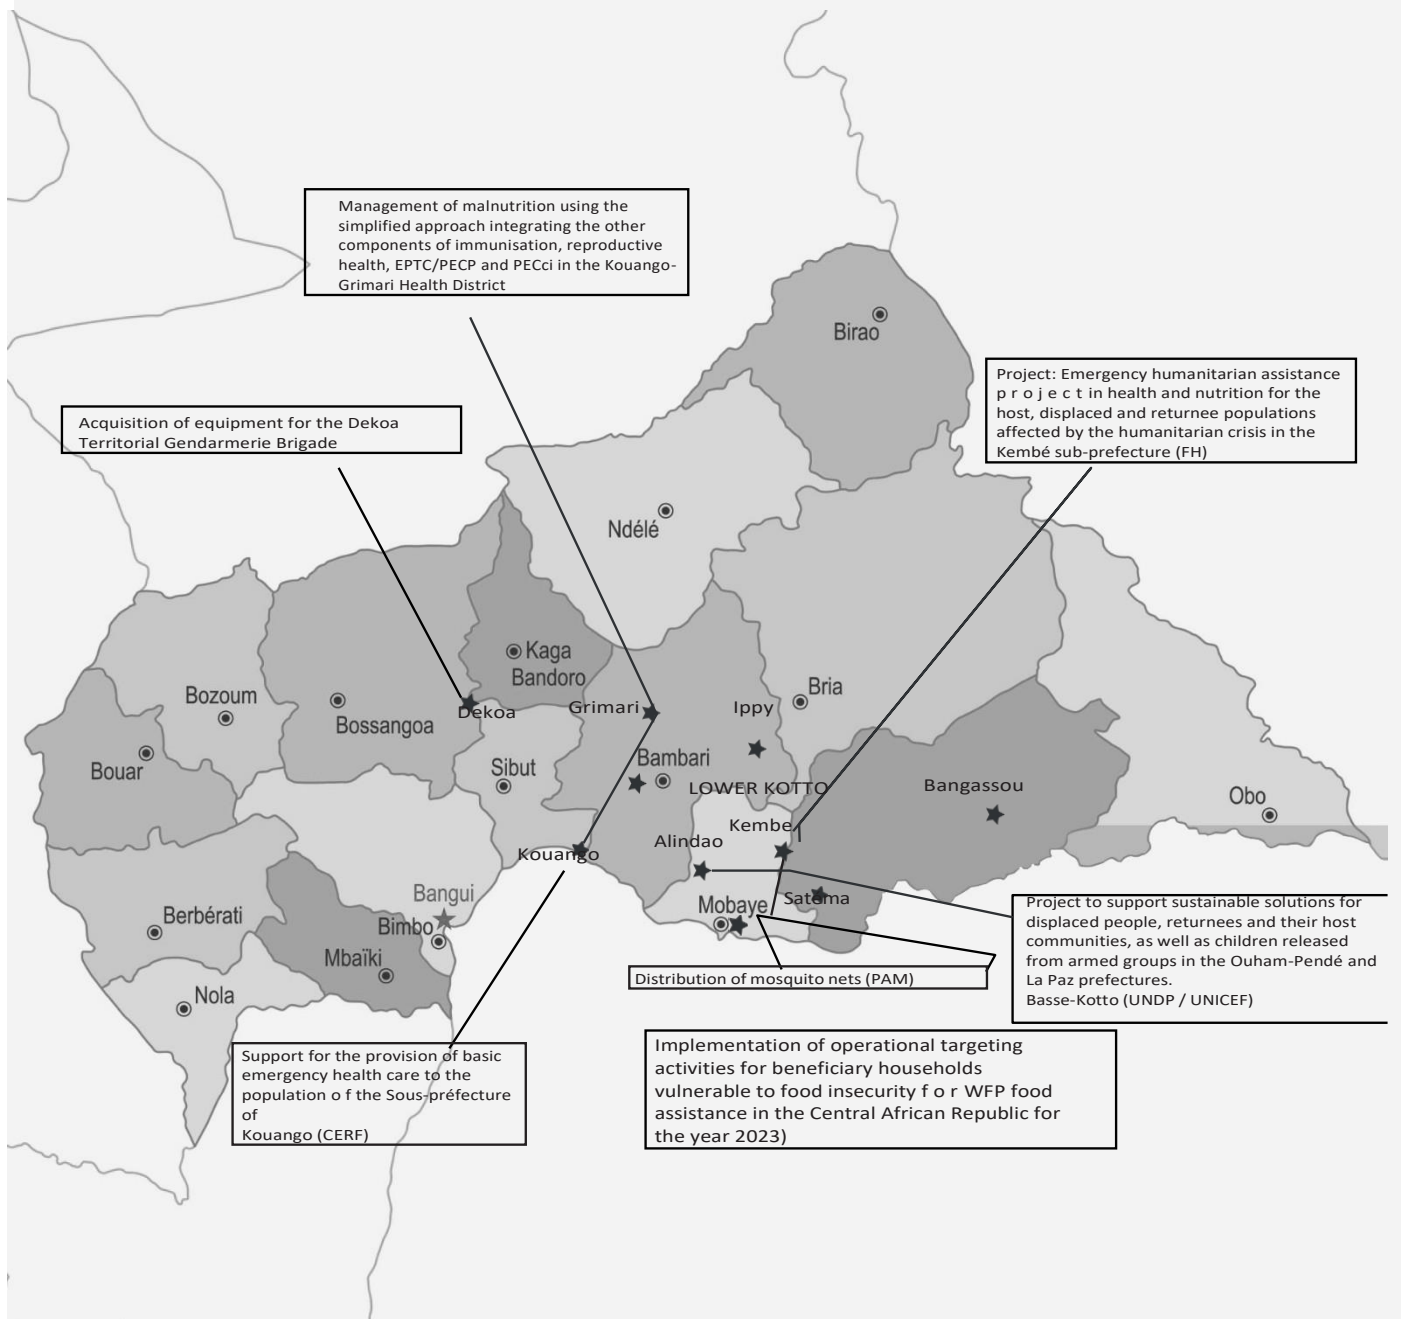 Management of malnutrition using the
simplified approach integrating the other
components of immunisation, reproductive
health, EPTC/PECP and PECci in the Kouango-
Grimari Health District
Birao
Project: Emergency humanitarian assistance
p r o j e c t in health and nutrition for the
host, displaced and returnee populations
affected by the humanitarian crisis in the
Kembé sub-prefecture (FH)
Acquisition of equipment for the Dekoa
Territorial Gendarmerie Brigade
Ndélé
Kaga
Bandoro
Bozoum
Bossangoa
Dekoa
Grimari
Ippy
Bria
Bouar
Sibut
Bambari
LOWER KOTTO
Bangassou
Obo
Kembe
Alindao
Kouango
Bangui
Berbérati
Bimbo
Mobaye
Satema
Mbaïki
Nola
Project to support sustainable solutions for
displaced people, returnees and their host
communities, as well as children released
from armed groups in the Ouham-Pendé and
La Paz prefectures.
Basse-Kotto (UNDP / UNICEF)
Distribution of mosquito nets (PAM)
Support for the provision of basic
emergency health care to the
population o f the Sous-préfecture
of
Kouango (CERF)
Implementation of operational targeting
activities for beneficiary households
vulnerable to food insecurity f o r WFP food
assistance in the Central African Republic for
the year 2023)